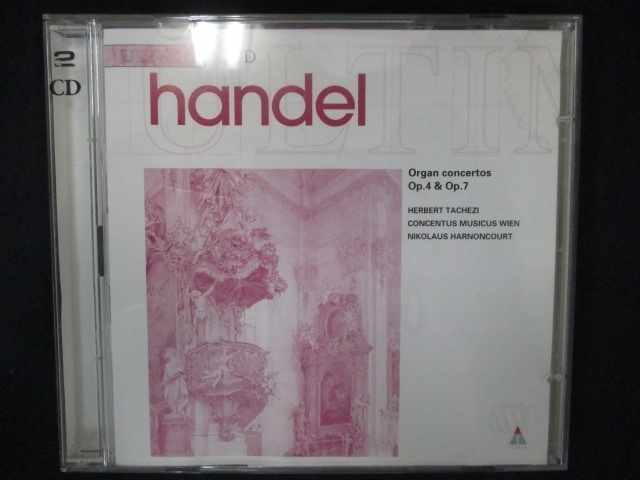 2
CD
handel
Organ concertos
Op.4 & Op.7
HERBERT TACHEZI
CONCENTUS MUSICUS WIEN
NIKOLAUS HARNONCOURT